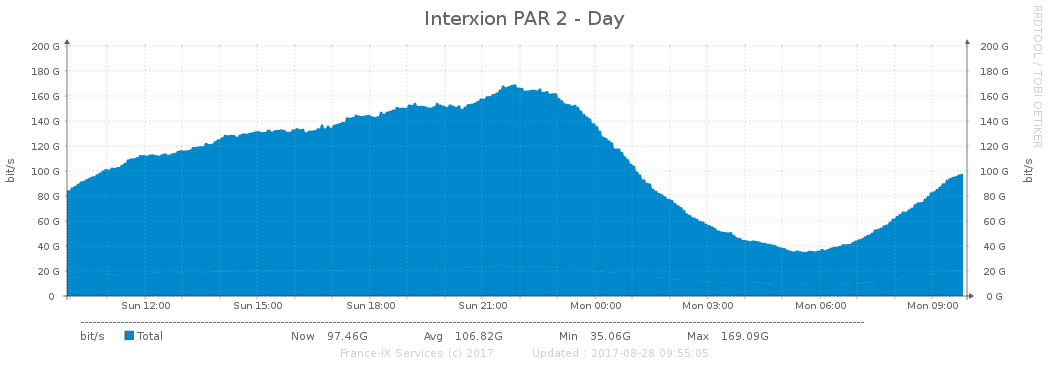 Interxion PAR 2 - Day
RRDTOOL / TOBI OETIKER
bit/s
bit/s
200 G 200 G
180 G 180 G
160 G 160 G
140 G 140 G
120 G 120 G
100 G 100 G
80 G 80 G
60 G 60 G
40 G 40 G
20 G 20 G
0 0 G
Sun 12:00 Sun 15:00 Sun 18:00 Sun 21:00 Mon 00:00 Mon 03:00 Mon 06:00 Mon 09:00
bit/s Total Now 97.46G Avg 106.82G Min 35.06G Max 169.09G
France-IX Services (c) 2017 Updated : 2017-08-28 09:55:05